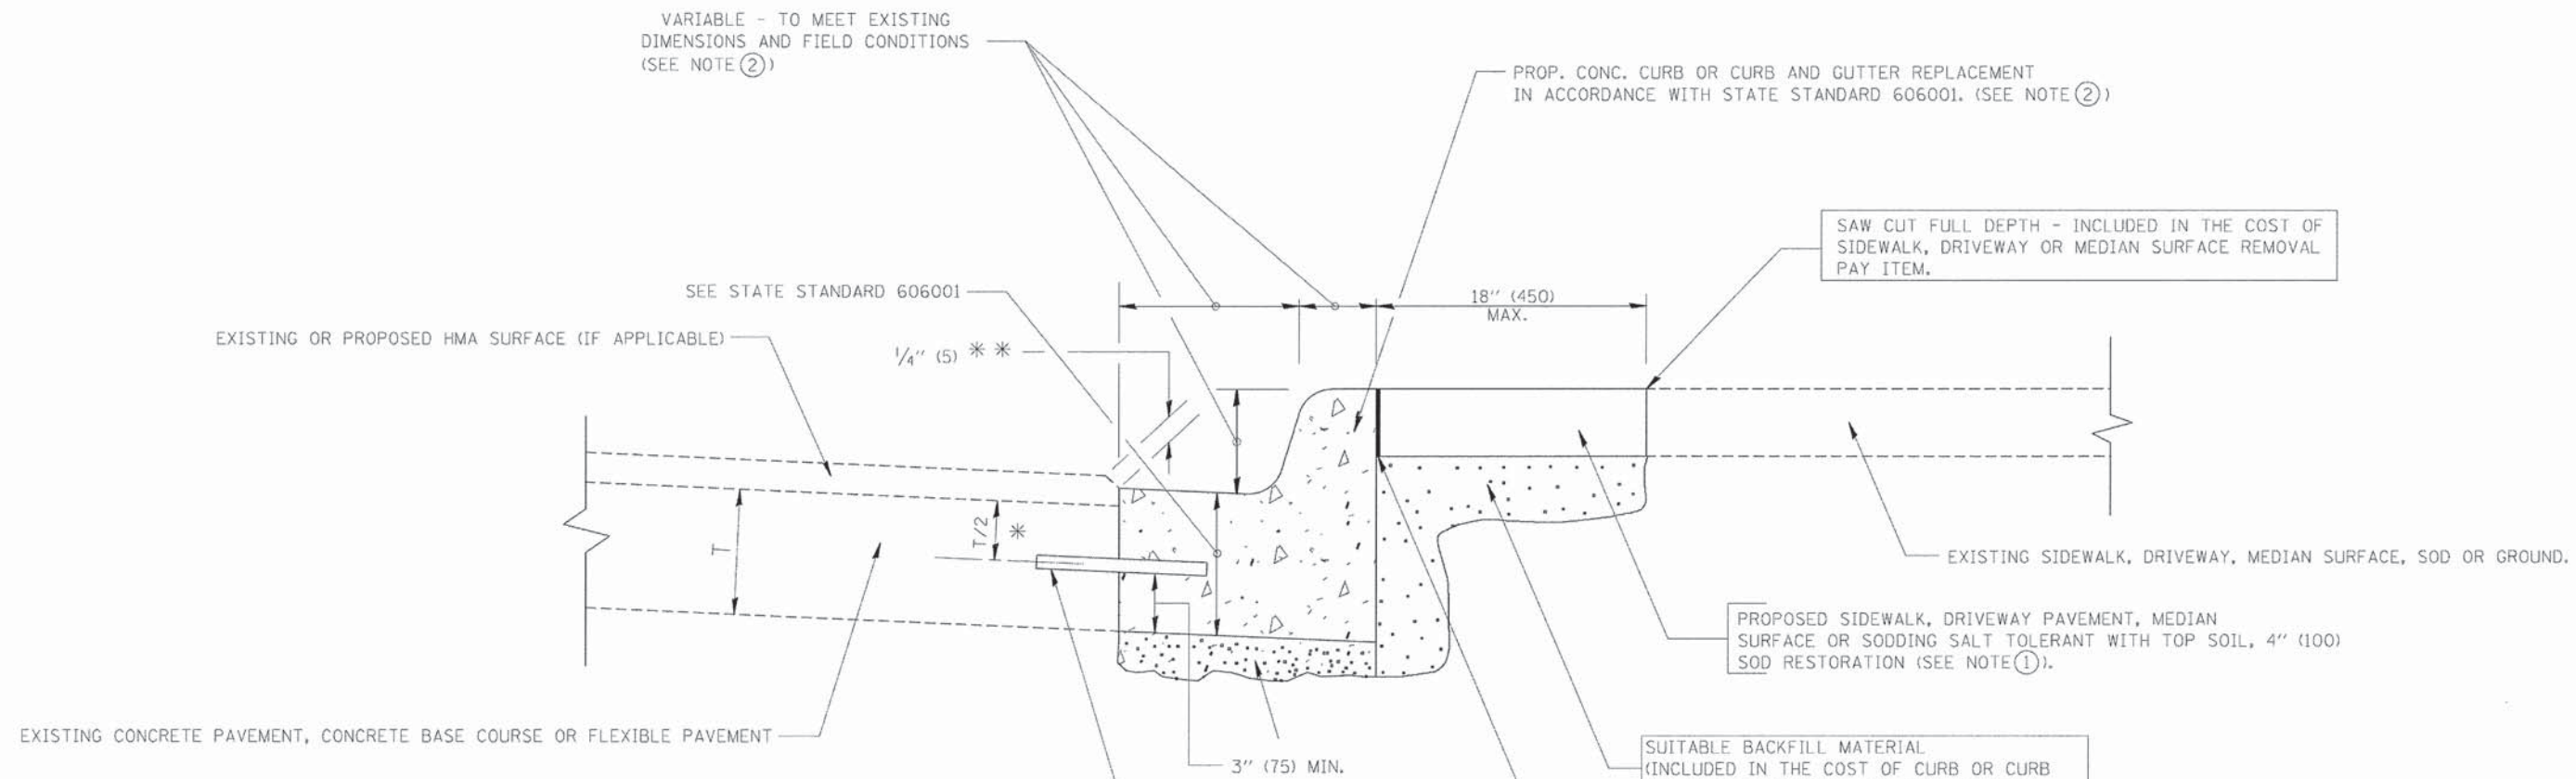 VARIABLE - TO MEET EXISTING
DIMENSIONS AND FIELD CONDITIONS
(SEE NOTE ②)
PROP. CONC. CURB OR CURB AND GUTTER REPLACEMENT
IN ACCORDANCE WITH STATE STANDARD 606001. (SEE NOTE ②)
SAW CUT FULL DEPTH - INCLUDED IN THE COST OF
SIDEWALK, DRIVEWAY OR MEDIAN SURFACE REMOVAL
PAY ITEM.
SEE STATE STANDARD 606001
18″ (450)
MAX.
EXISTING OR PROPOSED HMA SURFACE (IF APPLICABLE)
1/4″ (5) * *
T
T/2
*
EXISTING SIDEWALK, DRIVEWAY, MEDIAN SURFACE, SOD OR GROUND.
PROPOSED SIDEWALK, DRIVEWAY PAVEMENT, MEDIAN
SURFACE OR SODDING SALT TOLERANT WITH TOP SOIL, 4″ (100)
SOD RESTORATION (SEE NOTE ①).
EXISTING CONCRETE PAVEMENT, CONCRETE BASE COURSE OR FLEXIBLE PAVEMENT
3″ (75) MIN.
SUITABLE BACKFILL MATERIAL
(INCLUDED IN THE COST OF CURB OR CURB